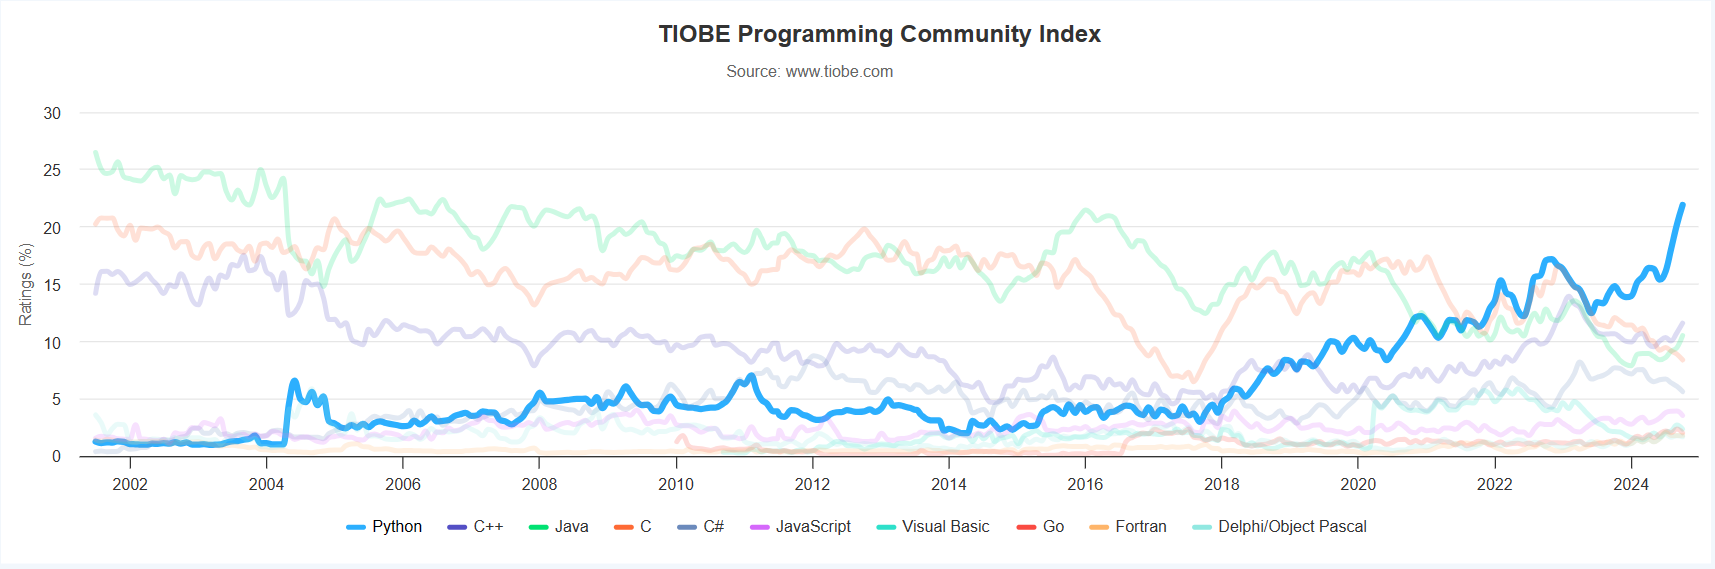 TIOBE Programming Community Index
Source: www.tiobe.com
Ratings (%)
30
25
20
15
10
5
0
2002 2004 2006 2008 2010 2012 2014 2016 2018 2020 2022 2024
Python C++ Java C C# JavaScript Visual Basic Go Fortran Delphi/Object Pascal